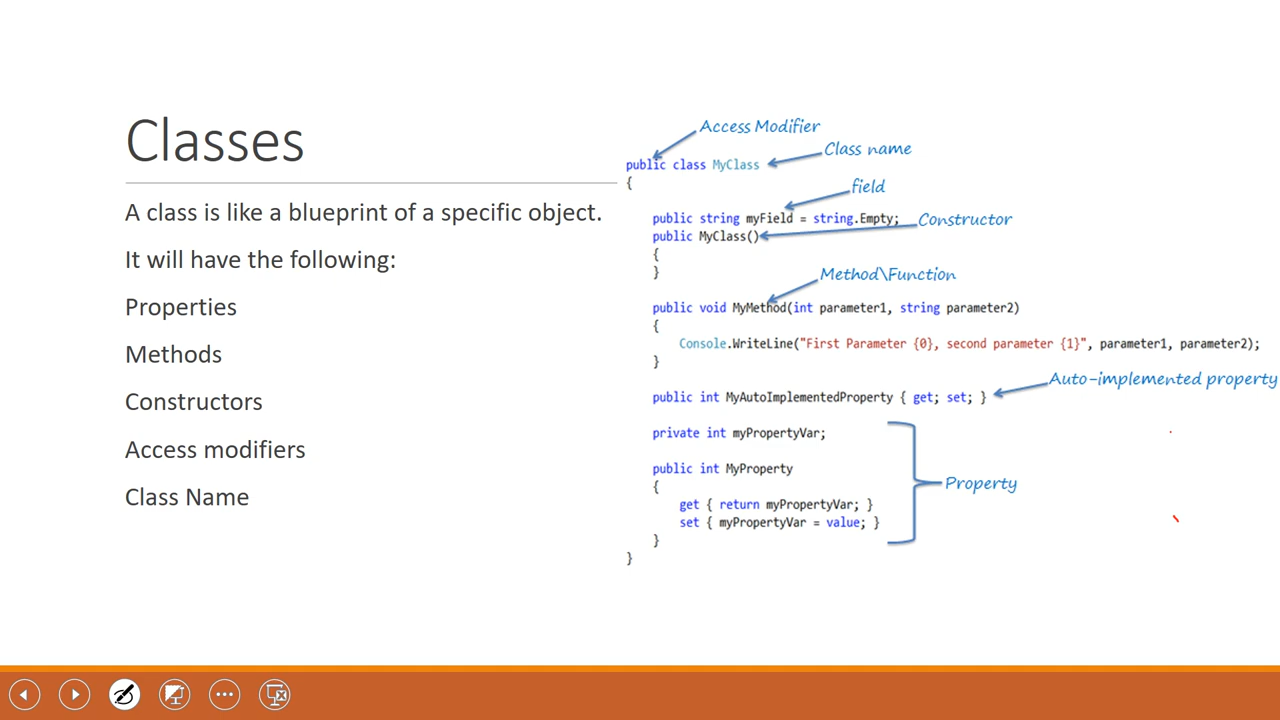 Classes
A class is like a blueprint of a specific object.
It will have the following:
Properties
Methods
Constructors
Access modifiers
Class Name
Access Modifier
public class MyClass
Class name
{
field
public string myField = string.Empty;
Constructor
public MyClass()
{
}
Method\Function
public void MyMethod(int parameter1, string parameter2)
{
Console.WriteLine("First Parameter {0}, second parameter {1}", parameter1, parameter2);
}
Auto-implemented property
public int MyAutoImplementedProperty { get; set; }
private int myPropertyVar;
public int MyProperty
{
Property
get { return myPropertyVar; }
set { myPropertyVar = value; }
}
}